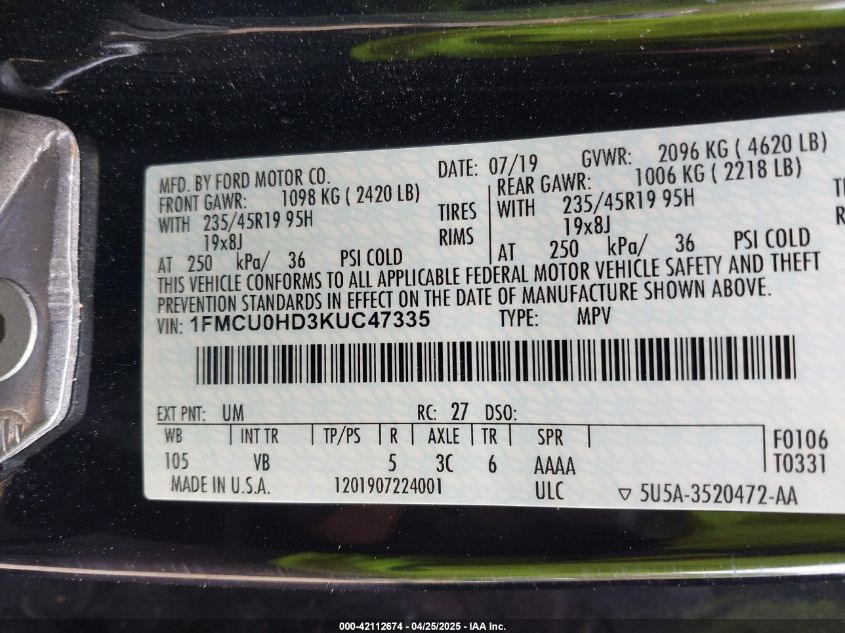 MFD. BY FORD MOTOR CO. DATE: 07/19 GVWR: 2096 KG ( 4620 LB)
FRONT GAWR: 1098 KG ( 2420 LB) REAR GAWR: 1006 KG ( 2218 LB)
WITH 235/45R19 95H TIRES WITH 235/45R19 95H
19x8J RIMS 19x8J
AT 250 kPa/ 36 PSI COLD AT 250 kPa/ 36 PSI COLD
THIS VEHICLE CONFORMS TO ALL APPLICABLE FEDERAL MOTOR VEHICLE SAFETY AND THEFT
PREVENTION STANDARDS IN EFFECT ON THE DATE OF MANUFACTURE SHOWN ABOVE.
VIN: 1FMCU0HD3KUC47335 TYPE: MPV
EXT PNT: UM RC: 27 DSO:
WB INT TR TP/PS R AXLE TR SPR F0106
105 VB 5 3C 6 AAAA T0331
MADE IN U.S.A. 1201907224001 ULC ▽ 5U5A-3520472-AA
000-42112674 - 04/25/2025 - IAA Inc.